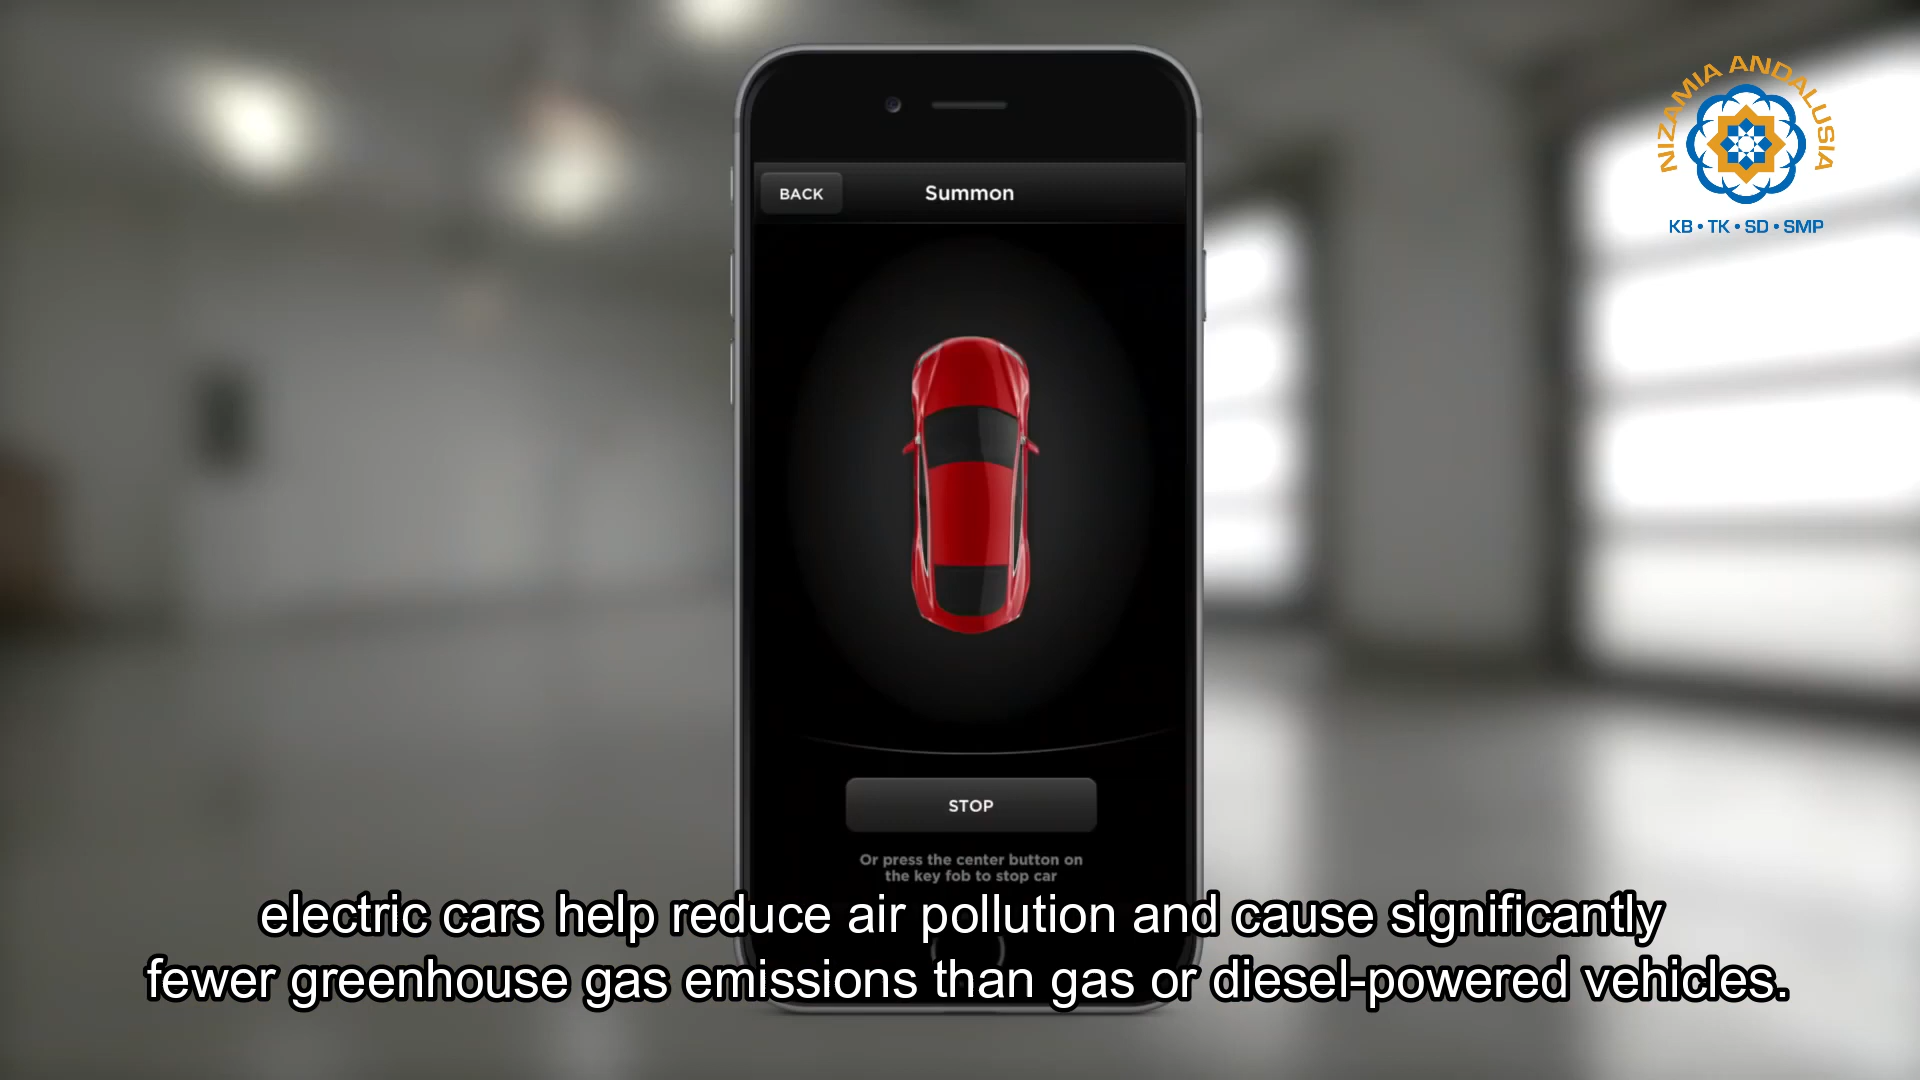 NIZAMIA ANDALUSIA
KB • TK • SD • SMP
BACK
Summon
STOP
Or press the center button on
the key fob to stop car
electric cars help reduce air pollution and cause significantly
fewer greenhouse gas emissions than gas or diesel-powered vehicles.